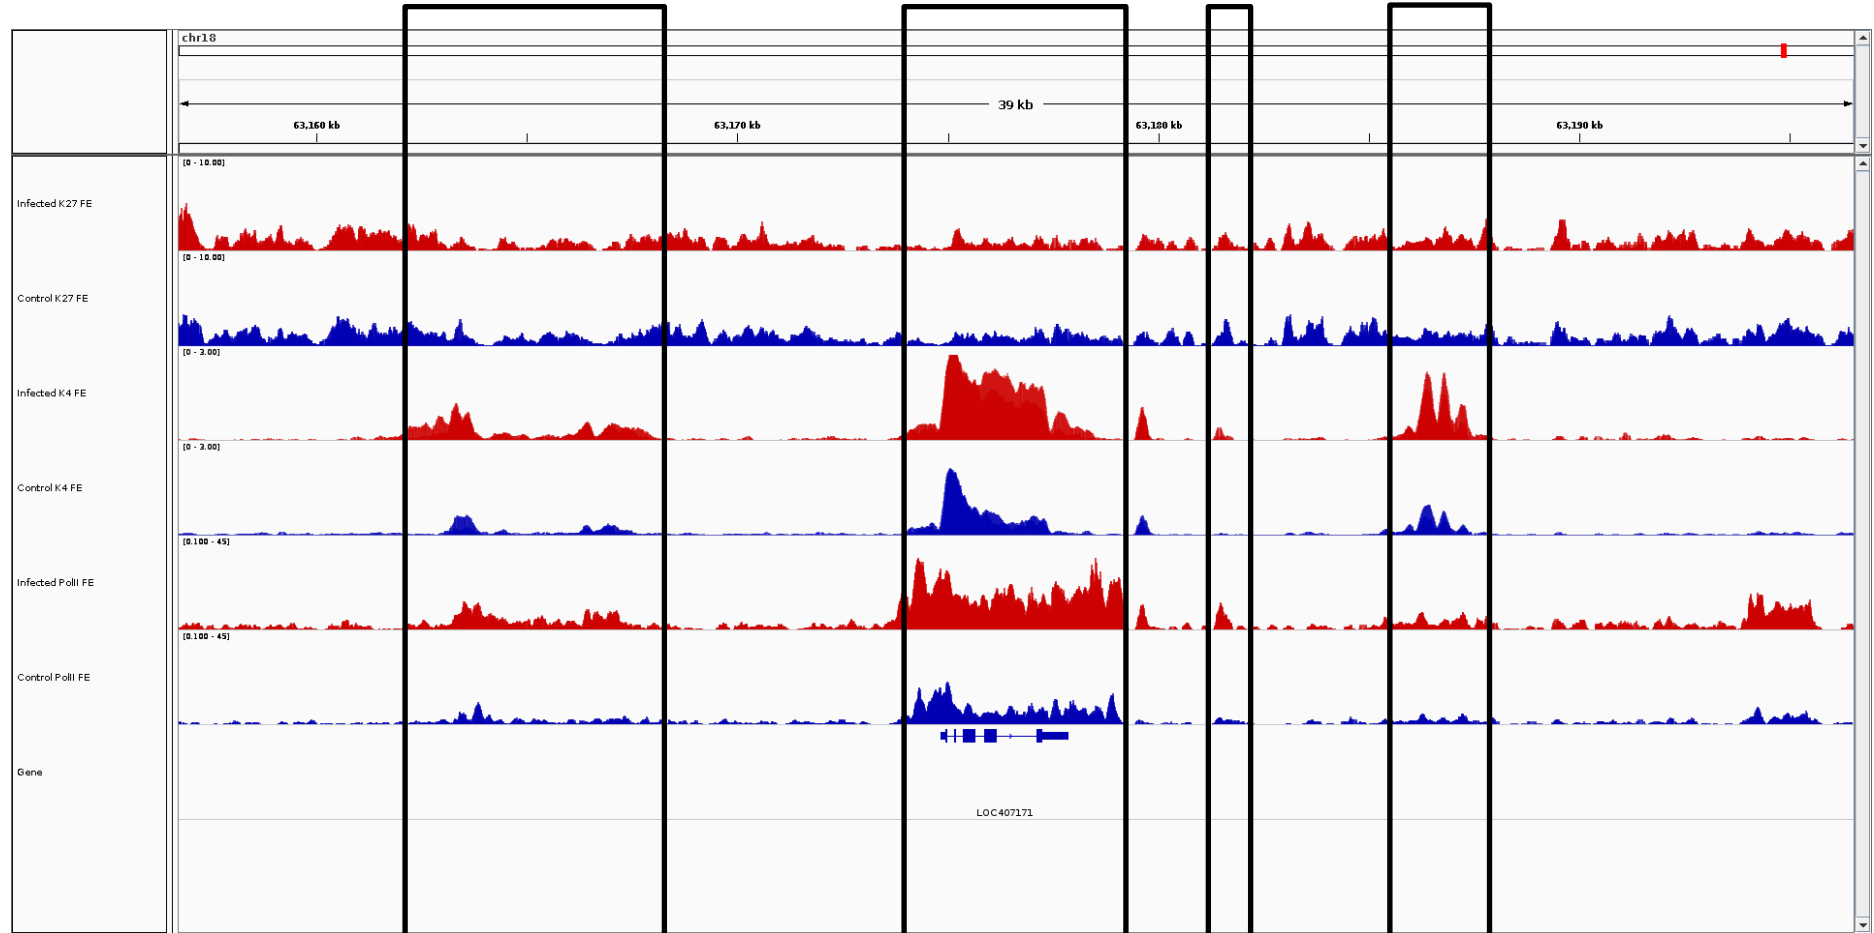 chr18
39 kb
63,160 kb 63,170 kb 63,180 kb 63,190 kb
[0 - 10.00]
Infected K27 FE
[0 - 10.00]
Control K27 FE
[0 - 3.00]
Infected K4 FE
[0 - 3.00]
Control K4 FE
[0.100 - 45]
Infected PolII FE
[0.100 - 45]
Control PolII FE
Gene
LOC407171